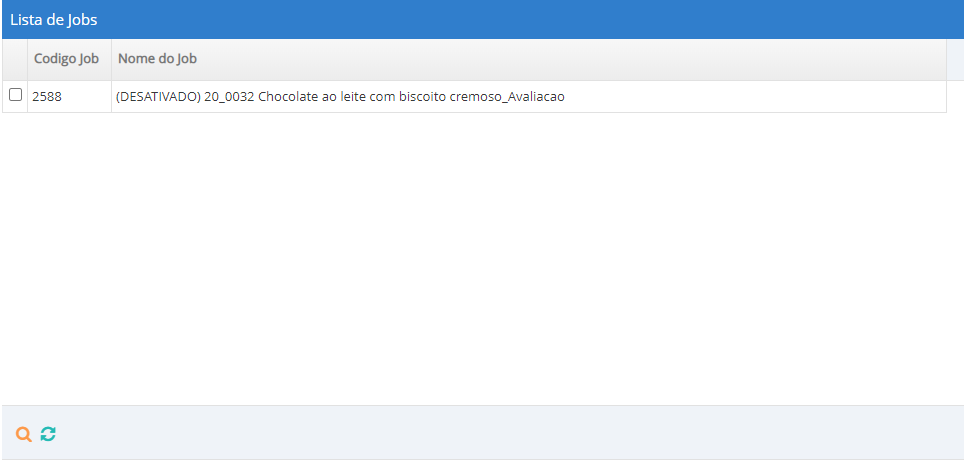 Lista de Jobs
Codigo Job Nome do Job
2588 (DESATIVADO) 20_0032 Chocolate ao leite com biscoito cremoso_Avaliacao